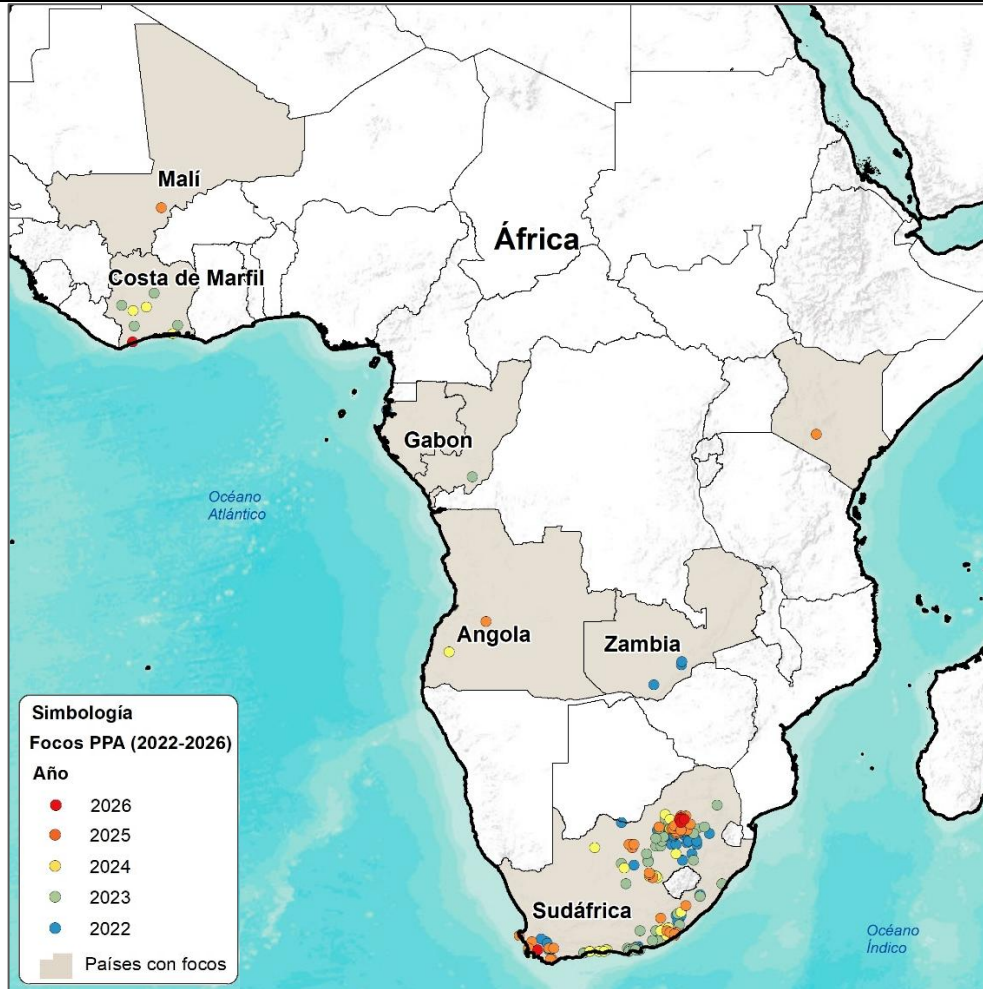 Malí
África
Costa de Marfil
Gabon
Océano
Atlántico
Angola
Zambia
Simbología
Focos PPA (2022-2026)
Año
2026
2025
2024
2023
2022
Países con focos
Sudáfrica
Océano
Índico